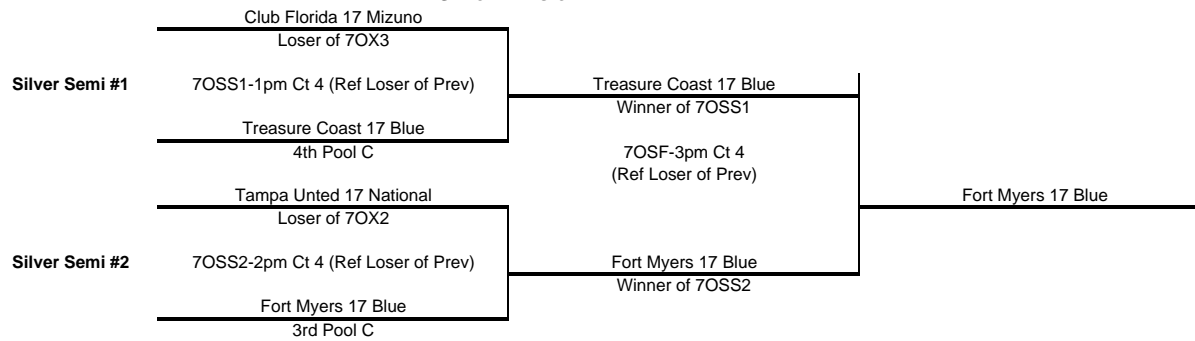 Club Florida 17 Mizuno
Loser of 7OX3
Silver Semi #1
7OSS1-1pm Ct 4 (Ref Loser of Prev)
Treasure Coast 17 Blue
Winner of 7OSS1
Treasure Coast 17 Blue
4th Pool C
7OSF-3pm Ct 4
(Ref Loser of Prev)
Tampa Unted 17 National
Loser of 7OX2
Fort Myers 17 Blue
Silver Semi #2
7OSS2-2pm Ct 4 (Ref Loser of Prev)
Fort Myers 17 Blue
Winner of 7OSS2
Fort Myers 17 Blue
3rd Pool C